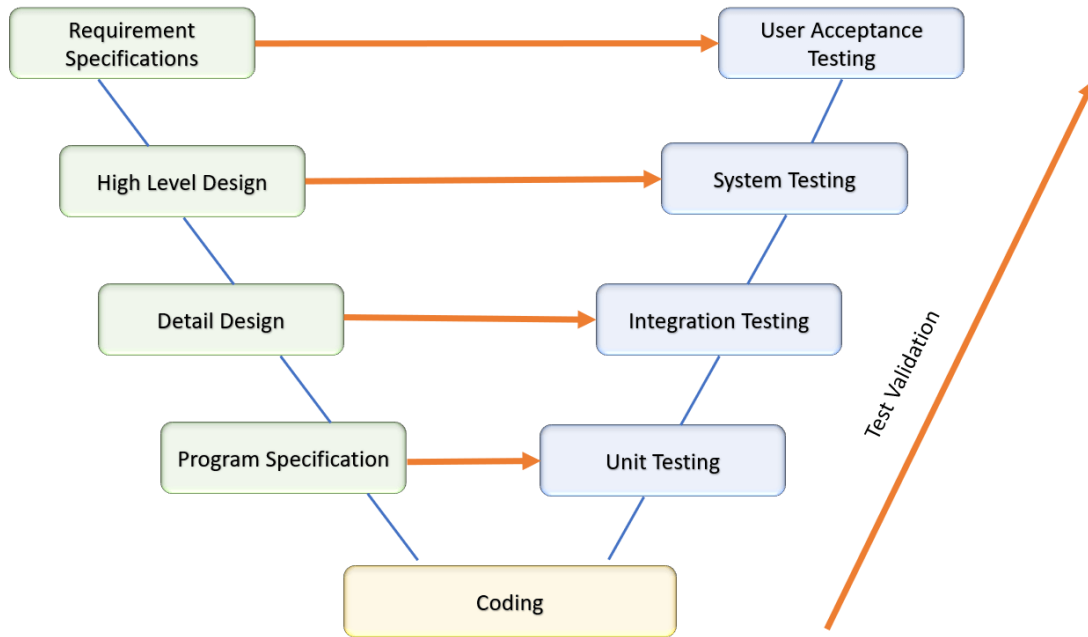 Requirement
Specifications
User Acceptance
Testing
High Level Design
System Testing
Detail Design
Integration Testing
Test Validation
Program Specification
Unit Testing
Coding